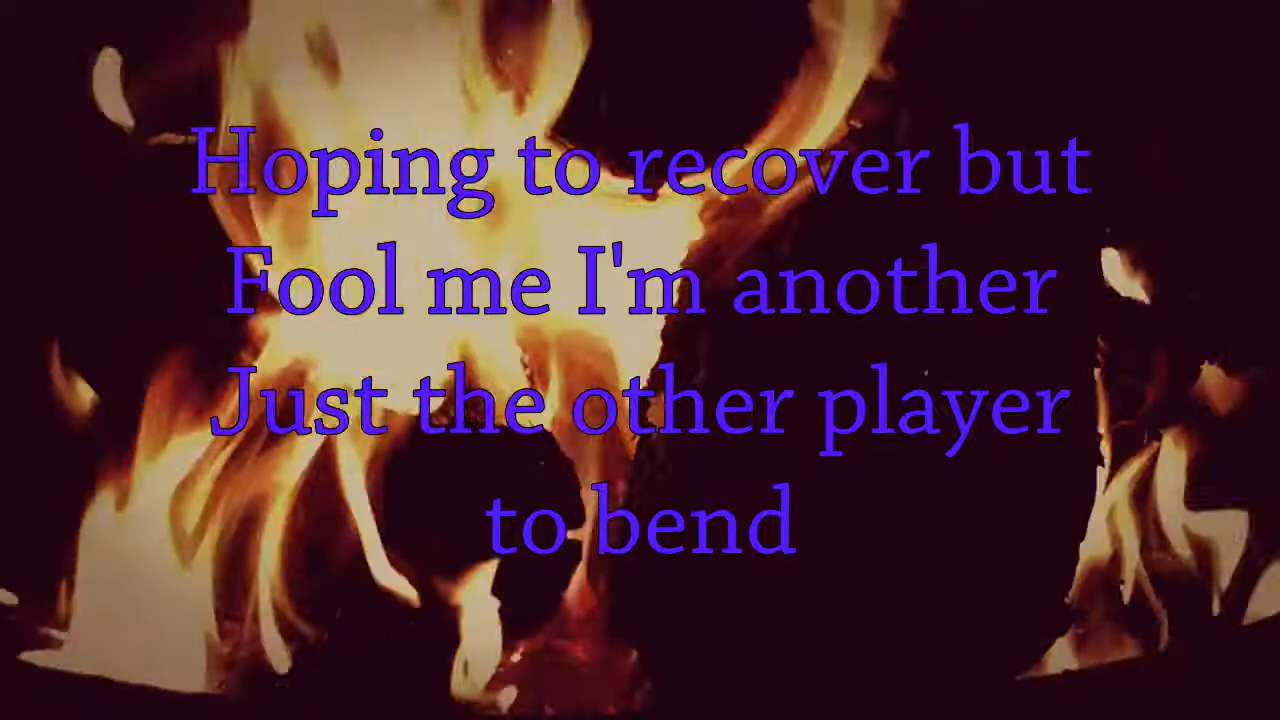 Hoping to recover but
Fool me I'm another
Just the other player
to bend